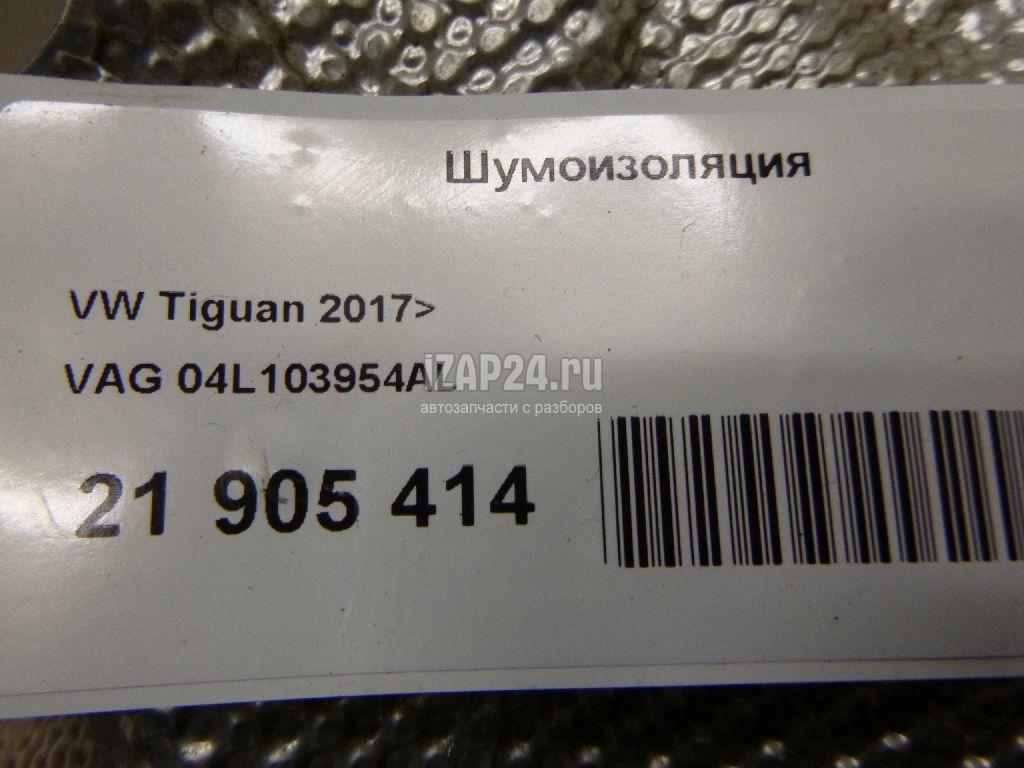 Шумоизоляция
VW Tiguan 2017>
VAG 04L103954AL
iZAP24.ru
автозапчасти с разборов
21 905 414